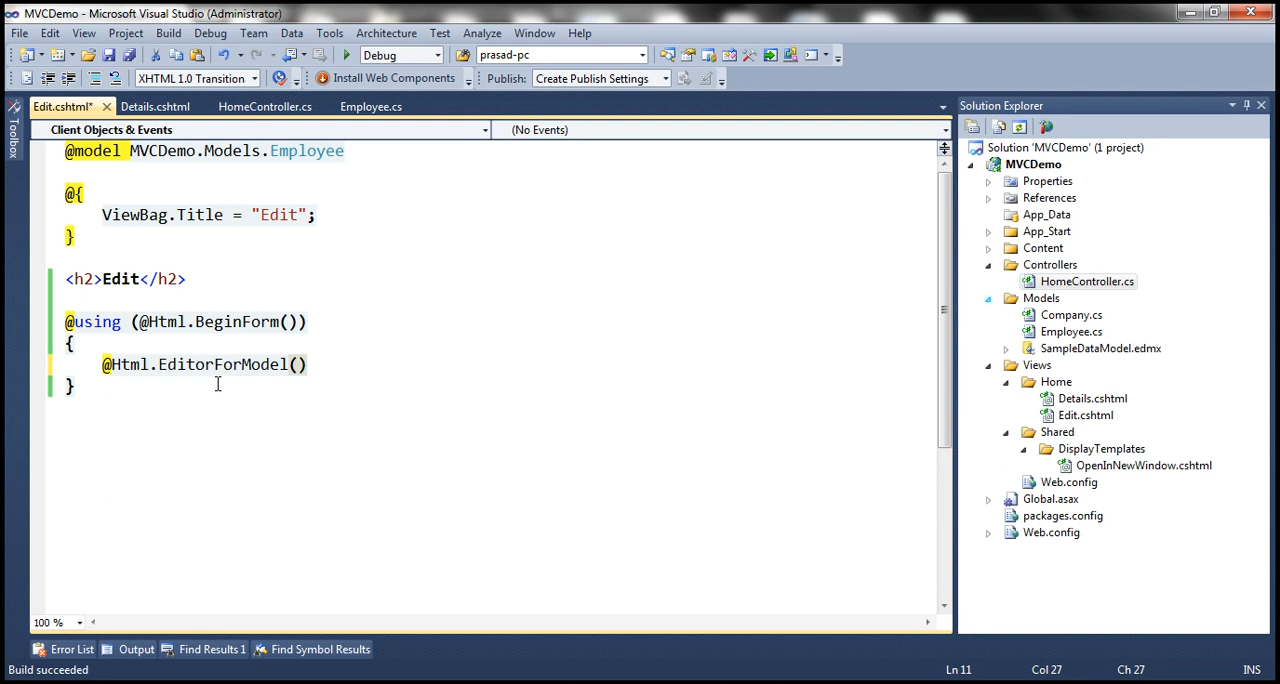 MVCDemo - Microsoft Visual Studio (Administrator)
File Edit View Project Build Debug Team Data Tools Architecture Test Analyze Window Help
Debug prasad-pc
XHTML 1.0 Transition Install Web Components Publish: Create Publish Settings
Toolbox
Edit.cshtml* Details.cshtml HomeController.cs Employee.cs
Client Objects & Events (No Events)
@model MVCDemo.Models.Employee
@{
ViewBag.Title = "Edit";
}
<h2>Edit</h2>
@using (@Html.BeginForm())
{
@Html.EditorForModel()
}
100 %
Solution Explorer
Solution 'MVCDemo' (1 project)
MVCDemo
Properties
References
App_Data
App_Start
Content
Controllers
HomeController.cs
Models
Company.cs
Employee.cs
SampleDataModel.edmx
Views
Home
Details.cshtml
Edit.cshtml
Shared
DisplayTemplates
OpenInNewWindow.cshtml
Web.config
Global.asax
packages.config
Web.config
Error List Output Find Results 1 Find Symbol Results
Build succeeded Ln 11 Col 27 Ch 27 INS